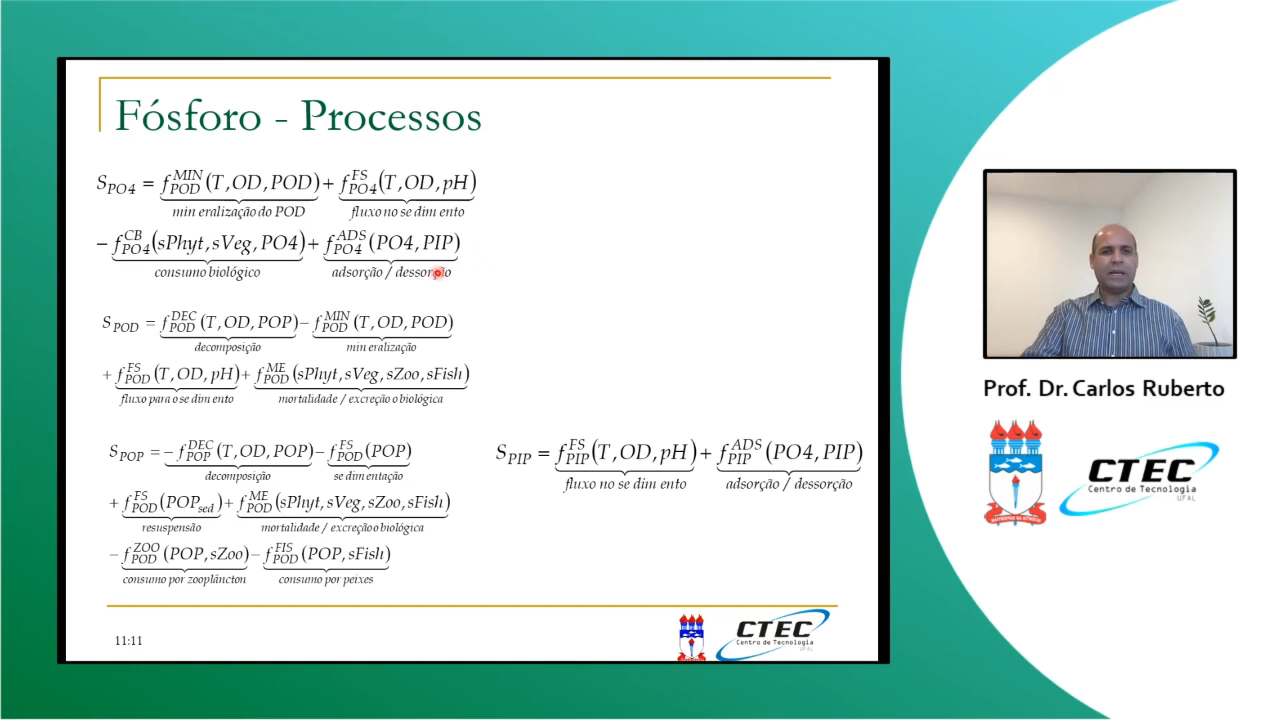 Fósforo - Processos
S_PO4 = f_POD^MIN (T, OD, POD) + f_PO4^FS (T, OD, pH)
min eralização do POD fluxo no se dim ento
− f_PO4^CB (sPhyt, sVeg, PO4) + f_PO4^ADS (PO4, PIP)
consumo biológico adsorção / dessorção
S_POD = f_POD^DEC (T, OD, POP) − f_POD^MIN (T, OD, POD)
decomposição min eralização
+ f_POD^FS (T, OD, pH) + f_POD^ME (sPhyt, sVeg, sZoo, sFish)
fluxo para o se dim ento mortalidade / excreção o biológica
S_POP = − f_POP^DEC (T, OD, POP) − f_POD^FS (POP)
decomposição se dim entação
+ f_POD^FS (POP_sed) + f_POD^ME (sPhyt, sVeg, sZoo, sFish)
resuspensão mortalidade / excreção o biológica
− f_POD^ZOO (POP, sZoo) − f_POD^FIS (POP, sFish)
consumo por zooplâncton consumo por peixes
S_PIP = f_PIP^FS (T, OD, pH) + f_PIP^ADS (PO4, PIP)
fluxo no se dim ento adsorção / dessorção
11:11
CTEC
Centro de Tecnologia
UFAL
Prof. Dr. Carlos Ruberto
CTEC
Centro de Tecnologia
UFAL